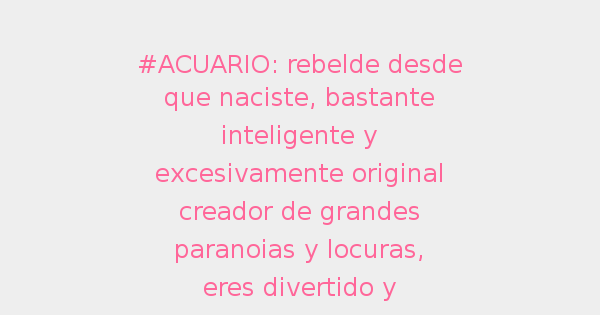 #ACUARIO: rebelde desde
que naciste, bastante
inteligente y
excesivamente original
creador de grandes
paranoias y locuras,
eres divertido y